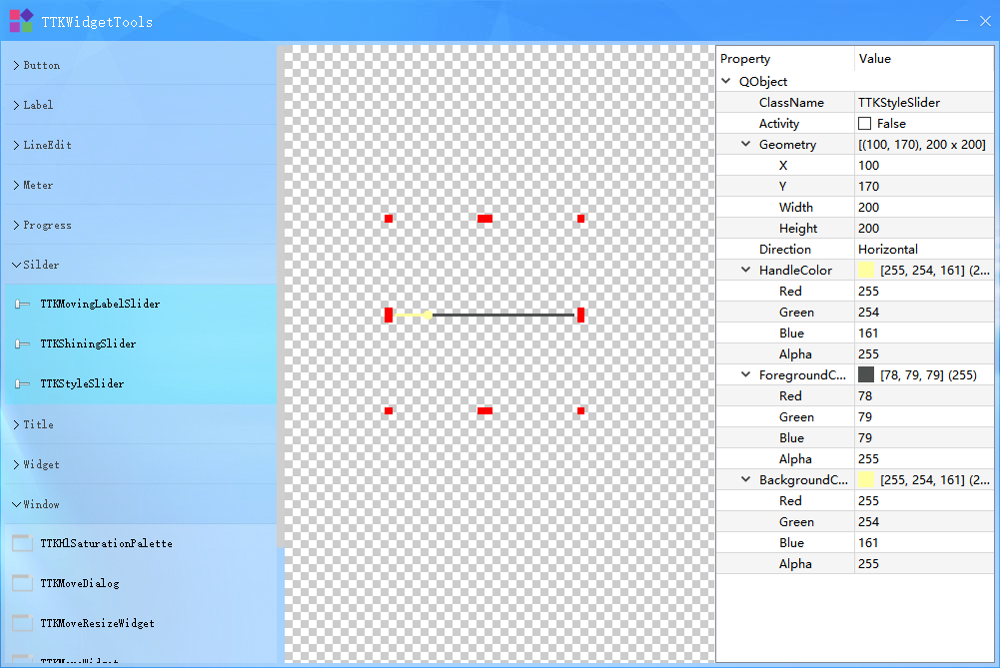 TTKWidgetTools
Button
Label
LineEdit
Meter
Progress
Silder
TTKMovingLabelSlider
TTKShiningSlider
TTKStyleSlider
Title
Widget
Window
TTKHlSaturationPalette
TTKMoveDialog
TTKMoveResizeWidget
TTKMoveWidget
Property Value
QObject
ClassName TTKStyleSlider
Activity False
Geometry [(100, 170), 200 x 200]
X 100
Y 170
Width 200
Height 200
Direction Horizontal
HandleColor [255, 254, 161] (2...
Red 255
Green 254
Blue 161
Alpha 255
ForegroundC... [78, 79, 79] (255)
Red 78
Green 79
Blue 79
Alpha 255
BackgroundC... [255, 254, 161] (2...
Red 255
Green 254
Blue 161
Alpha 255